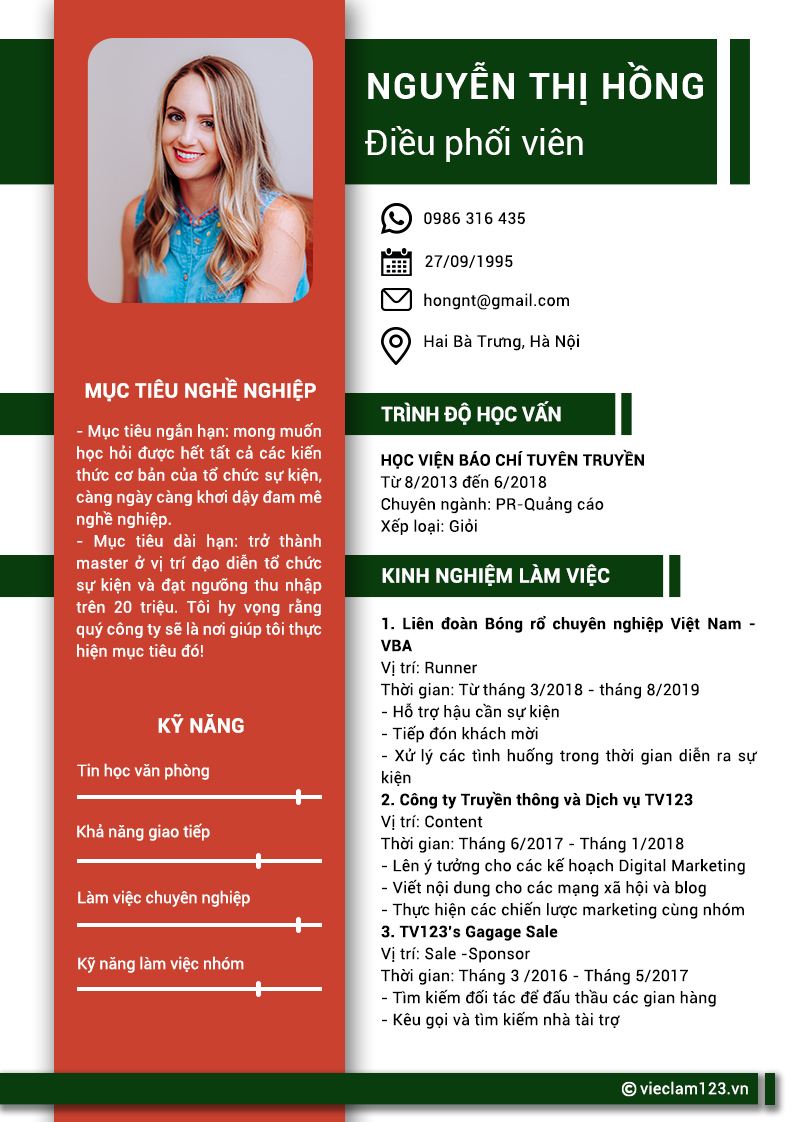 NGUYỄN THỊ HỒNG
Điều phối viên
0986 316 435
27/09/1995
hongnt@gmail.com
Hai Bà Trưng, Hà Nội
MỤC TIÊU NGHỀ NGHIỆP
- Mục tiêu ngắn hạn: mong muốn
học hỏi được hết tất cả các kiến
thức cơ bản của tổ chức sự kiện,
càng ngày càng khơi dậy đam mê
nghề nghiệp.
- Mục tiêu dài hạn: trở thành
master ở vị trí đạo diễn tổ chức
sự kiện và đạt ngưỡng thu nhập
trên 20 triệu. Tôi hy vọng rằng
quý công ty sẽ là nơi giúp tôi thực
hiện mục tiêu đó!
KỸ NĂNG
Tin học văn phòng
Khả năng giao tiếp
Làm việc chuyên nghiệp
Kỹ năng làm việc nhóm
TRÌNH ĐỘ HỌC VẤN
HỌC VIỆN BÁO CHÍ TUYÊN TRUYỀN
Từ 8/2013 đến 6/2018
Chuyên ngành: PR-Quảng cáo
Xếp loại: Giỏi
KINH NGHIỆM LÀM VIỆC
1. Liên đoàn Bóng rổ chuyên nghiệp Việt Nam -
VBA
Vị trí: Runner
Thời gian: Từ tháng 3/2018 - tháng 8/2019
- Hỗ trợ hậu cần sự kiện
- Tiếp đón khách mời
- Xử lý các tình huống trong thời gian diễn ra sự
kiện
2. Công ty Truyền thông và Dịch vụ TV123
Vị trí: Content
Thời gian: Tháng 6/2017 - Tháng 1/2018
- Lên ý tưởng cho các kế hoạch Digital Marketing
- Viết nội dung cho các mạng xã hội và blog
- Thực hiện các chiến lược marketing cùng nhóm
3. TV123's Gagage Sale
Vị trí: Sale -Sponsor
Thời gian: Tháng 3 /2016 - Tháng 5/2017
- Tìm kiếm đối tác để đấu thầu các gian hàng
- Kêu gọi và tìm kiếm nhà tài trợ
© vieclam123.vn